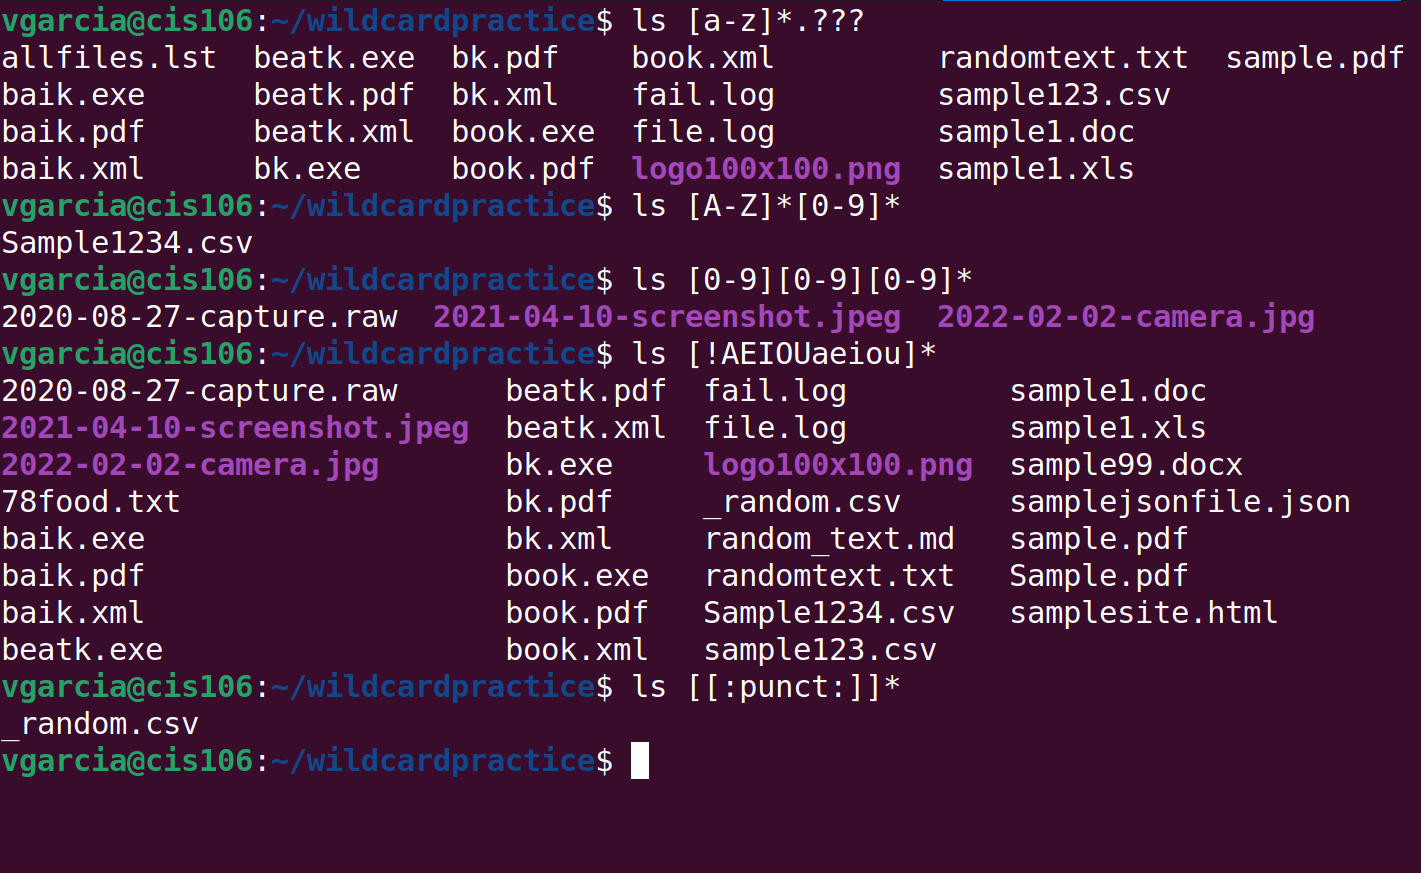 vgarcia@cis106:~/wildcardpractice$ ls [a-z]*.???
allfiles.lst  beatk.exe  bk.pdf    book.xml         randomtext.txt  sample.pdf
baik.exe      beatk.pdf  bk.xml    fail.log         sample123.csv
baik.pdf      beatk.xml  book.exe  file.log         sample1.doc
baik.xml      bk.exe     book.pdf  logo100x100.png  sample1.xls
vgarcia@cis106:~/wildcardpractice$ ls [A-Z]*[0-9]*
Sample1234.csv
vgarcia@cis106:~/wildcardpractice$ ls [0-9][0-9][0-9]*
2020-08-27-capture.raw  2021-04-10-screenshot.jpeg  2022-02-02-camera.jpg
vgarcia@cis106:~/wildcardpractice$ ls [!AEIOUaeiou]*
2020-08-27-capture.raw      beatk.pdf  fail.log         sample1.doc
2021-04-10-screenshot.jpeg  beatk.xml  file.log         sample1.xls
2022-02-02-camera.jpg       bk.exe     logo100x100.png  sample99.docx
78food.txt                  bk.pdf     _random.csv      samplejsonfile.json
baik.exe                    bk.xml     random_text.md   sample.pdf
baik.pdf                    book.exe   randomtext.txt   Sample.pdf
baik.xml                    book.pdf   Sample1234.csv   samplesite.html
beatk.exe                   book.xml   sample123.csv
vgarcia@cis106:~/wildcardpractice$ ls [[:punct:]]*
_random.csv
vgarcia@cis106:~/wildcardpractice$